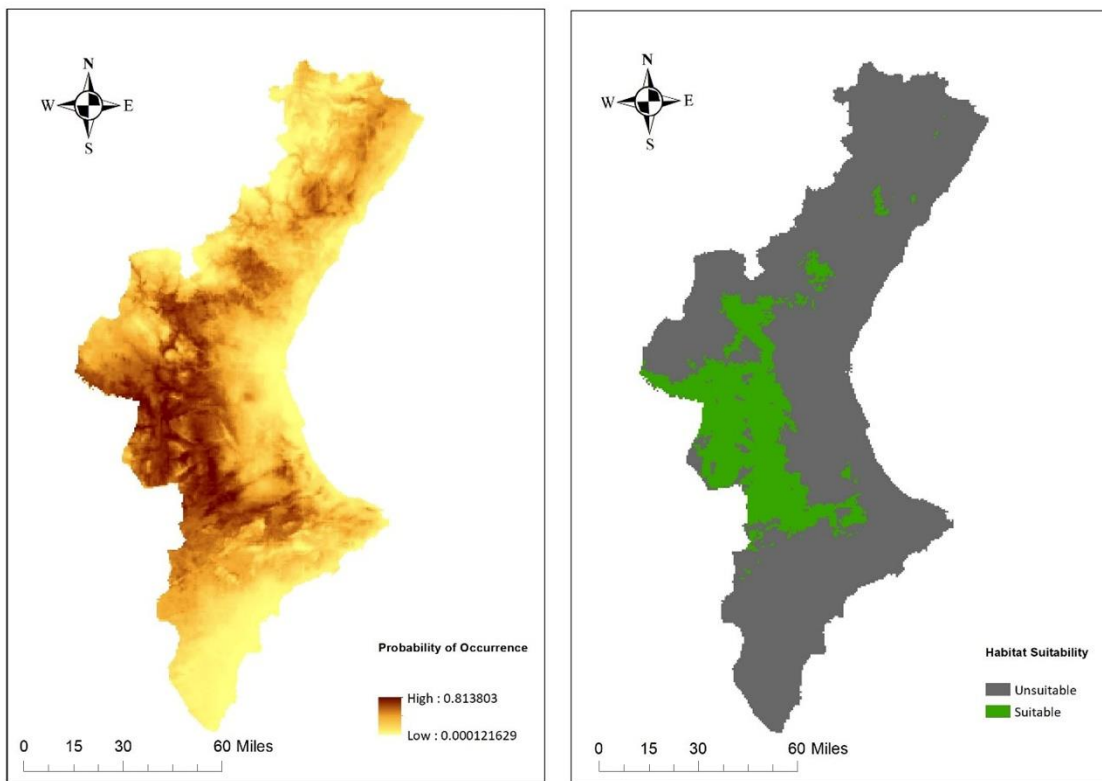 N
W E
S
Probability of Occurrence
High : 0.813803
Low : 0.000121629
0 15 30 60 Miles
N
W E
S
Habitat Suitability
Unsuitable
Suitable
0 15 30 60 Miles